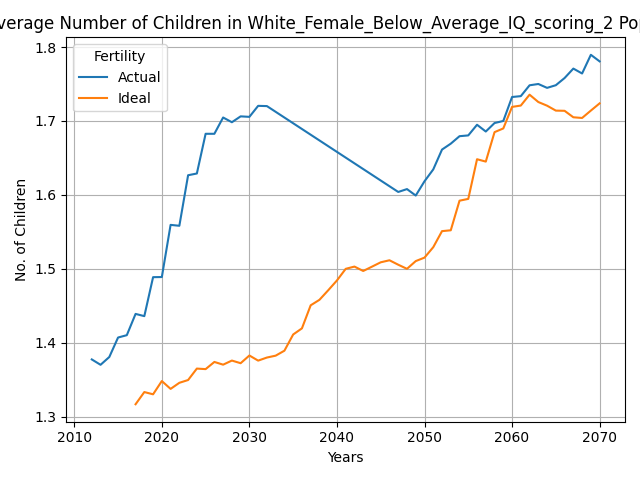 verage Number of Children in White_Female_Below_Average_IQ_scoring_2 Po
Fertility
Actual
Ideal
No. of Children
1.8
1.7
1.6
1.5
1.4
1.3
2010 2020 2030 2040 2050 2060 2070
Years